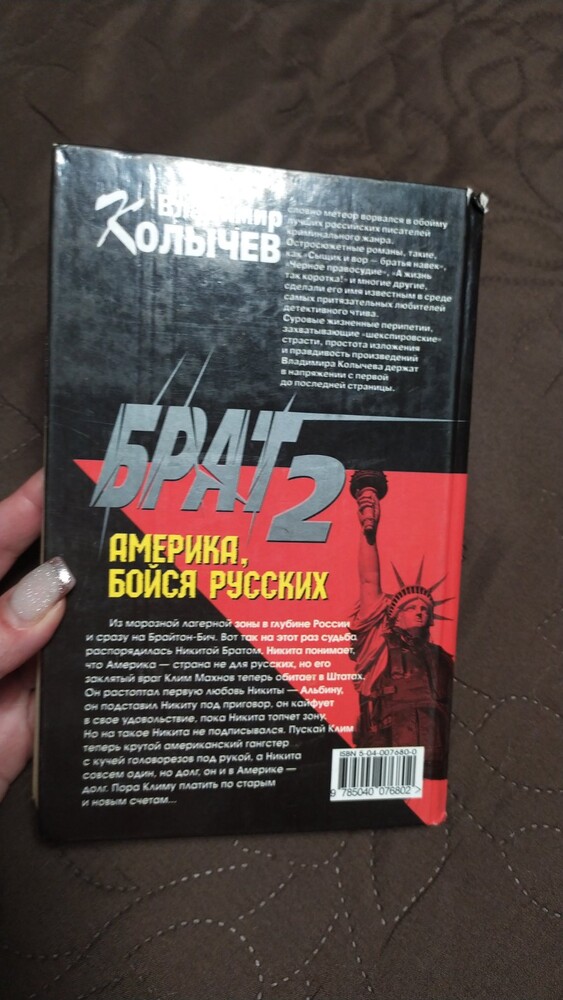 Владимир
Колычев
словно метеор ворвался в обойму
лучших российских писателей
криминального жанра.
Остросюжетные романы, такие,
как «Сыщик и вор — братья навек»,
«Черное правосудие», «А жизнь
так коротка!» и многие другие,
сделали его имя известным в среде
самых притязательных любителей
детективного чтива.
Суровые жизненные перипетии,
захватывающие «шекспировские»
страсти, простота изложения
и правдивость произведений
Владимира Колычева держат
в напряжении с первой
до последней страницы.
БРАТ 2
АМЕРИКА,
БОЙСЯ РУССКИХ
Из морозной лагерной зоны в глубине России
и сразу на Брайтон-Бич. Вот так на этот раз судьба
распорядилась Никитой Братом. Никита понимает,
что Америка — страна не для русских, но его
заклятый враг Клим Махнов теперь обитает в Штатах.
Он растоптал первую любовь Никиты — Альбину,
он подставил Никиту под приговор, он кайфует
в свое удовольствие, пока Никита топчет зону.
Но на такое Никита не подписывался. Пускай Клим
теперь крутой американский гангстер
с кучей головорезов под рукой, а Никита
совсем один, но долг, он и в Америке —
долг. Пора Климу платить по старым
и новым счетам...
ISBN 5-04-007680-0
9 785040 076802 >